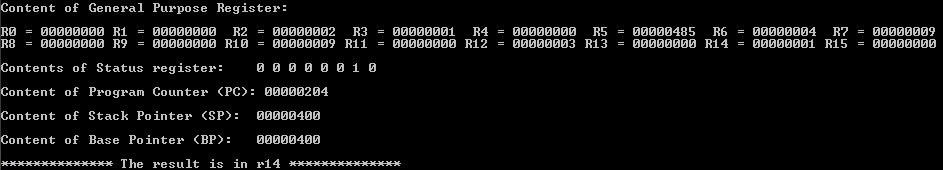 Content of General Purpose Register:
R0 = 00000000 R1 = 00000000 R2 = 00000002 R3 = 00000001 R4 = 00000000 R5 = 00000485 R6 = 00000004 R7 = 00000009
R8 = 00000000 R9 = 00000000 R10 = 00000009 R11 = 00000000 R12 = 00000003 R13 = 00000000 R14 = 00000001 R15 = 00000000
Contents of Status register: 0 0 0 0 0 0 1 0
Content of Program Counter (PC): 00000204
Content of Stack Pointer (SP): 00000400
Content of Base Pointer (BP): 00000400
************** The result is in r14 **************